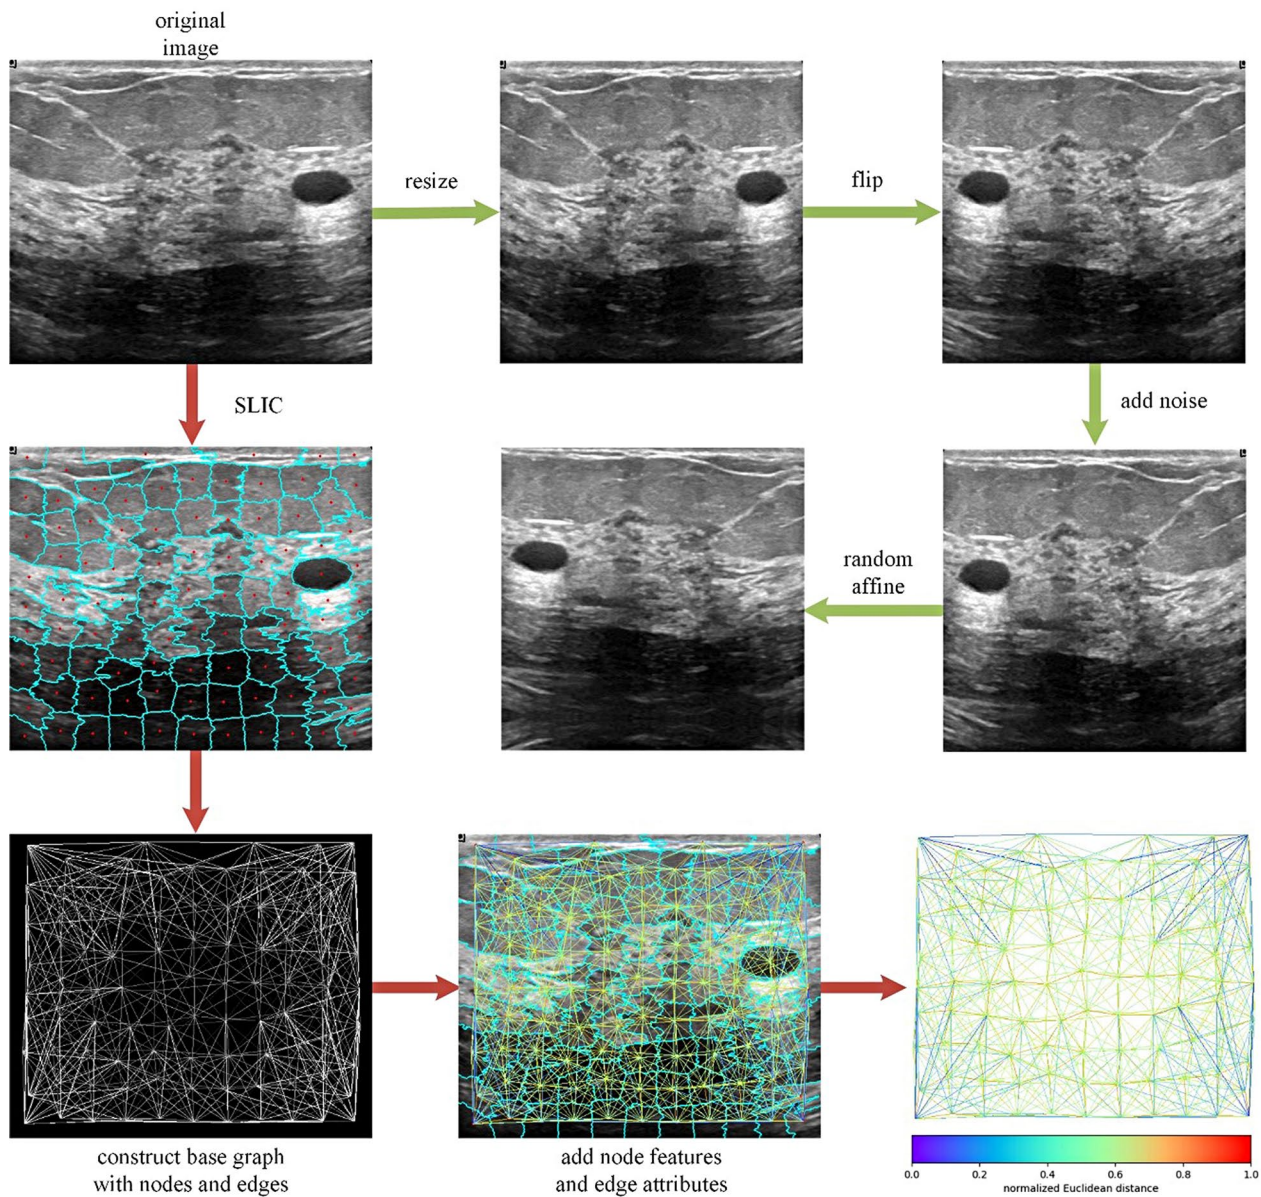 original
image
resize
flip
SLIC
add noise
random
affine
construct base graph
with nodes and edges
add node features
and edge attributes
0.0 0.2 0.4 0.6 0.8 1.0
normalized Euclidean distance